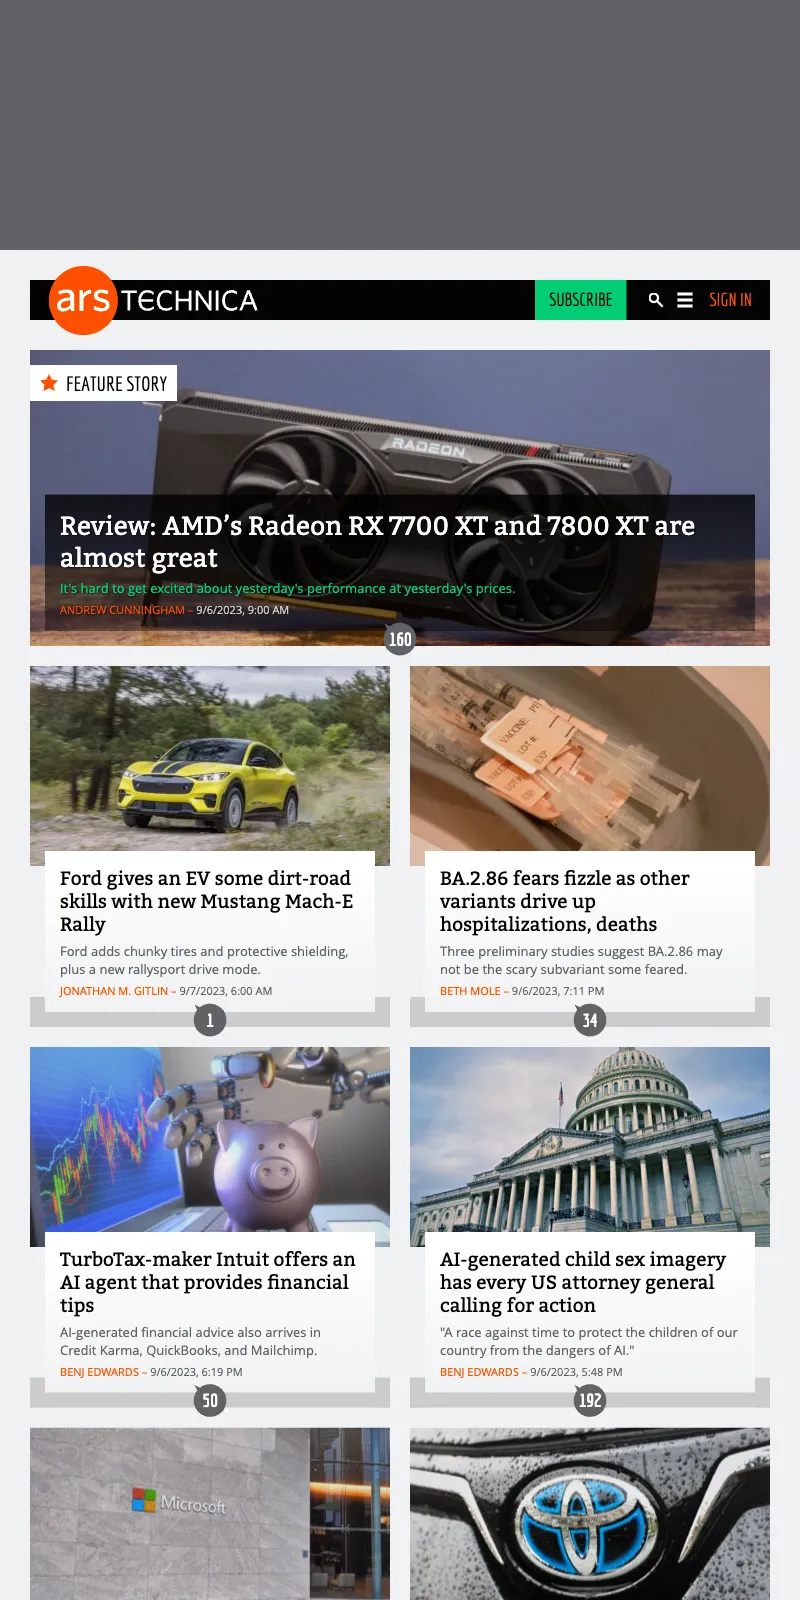 ars TECHNICA
SUBSCRIBE
SIGN IN
FEATURE STORY
RADEON
Review: AMD’s Radeon RX 7700 XT and 7800 XT are
almost great
It's hard to get excited about yesterday's performance at yesterday's prices.
ANDREW CUNNINGHAM – 9/6/2023, 9:00 AM
160
Ford gives an EV some dirt-road
skills with new Mustang Mach-E
Rally
Ford adds chunky tires and protective shielding,
plus a new rallysport drive mode.
JONATHAN M. GITLIN – 9/7/2023, 6:00 AM
1
VACCINE:
LOT #:
EXP:
BA.2.86 fears fizzle as other
variants drive up
hospitalizations, deaths
Three preliminary studies suggest BA.2.86 may
not be the scary subvariant some feared.
BETH MOLE – 9/6/2023, 7:11 PM
34
TurboTax-maker Intuit offers an
AI agent that provides financial
tips
AI-generated financial advice also arrives in
Credit Karma, QuickBooks, and Mailchimp.
BENJ EDWARDS – 9/6/2023, 6:19 PM
50
AI-generated child sex imagery
has every US attorney general
calling for action
"A race against time to protect the children of our
country from the dangers of AI."
BENJ EDWARDS – 9/6/2023, 5:48 PM
192
Microsoft